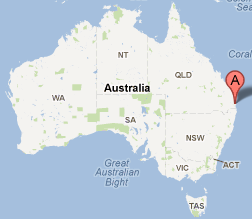 Coral
NT
QLD
A
Australia
WA
SA
NSW
Great
Australian
Bight
ACT
VIC
TAS